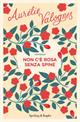 Aurélie
Valognes
NON C'È ROSA
SENZA SPINE
Sperling & Kupfer